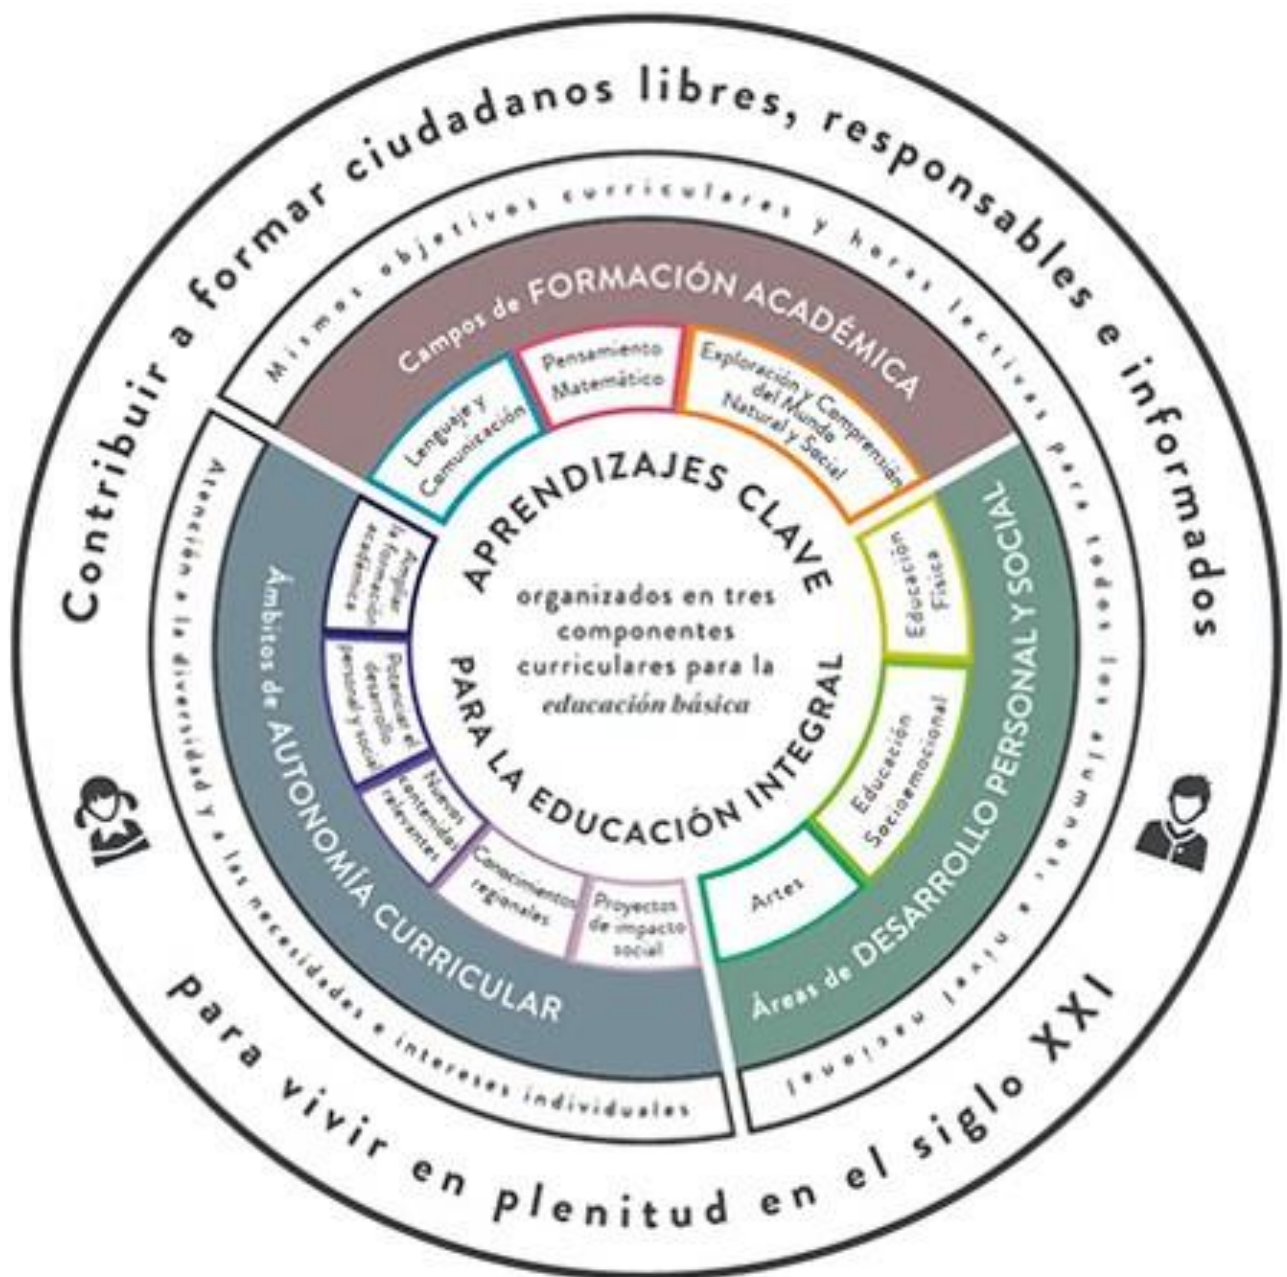 Contribuir a formar ciudadanos libres, responsables e informados
para vivir en plenitud en el siglo XXI
Mismos objetivos curriculares y horas lectivas para todos los alumnos, a nivel nacional
Atención a la diversidad y a las necesidades e intereses individuales
Campos de FORMACIÓN ACADÉMICA
Lenguaje y
Comunicación
Pensamiento
Matemático
Exploración y Comprensión
del Mundo
Natural y Social
Áreas de DESARROLLO PERSONAL Y SOCIAL
Educación
Física
Educación
Socioemocional
Artes
Ámbitos de AUTONOMÍA CURRICULAR
Ampliar
la formación
académica
Potenciar el
desarrollo
personal y social
Nuevos
contenidos
relevantes
Conocimientos
regionales
Proyectos
de impacto
social
APRENDIZAJES CLAVE
organizados en tres
componentes
curriculares para la
educación básica
PARA LA EDUCACIÓN INTEGRAL